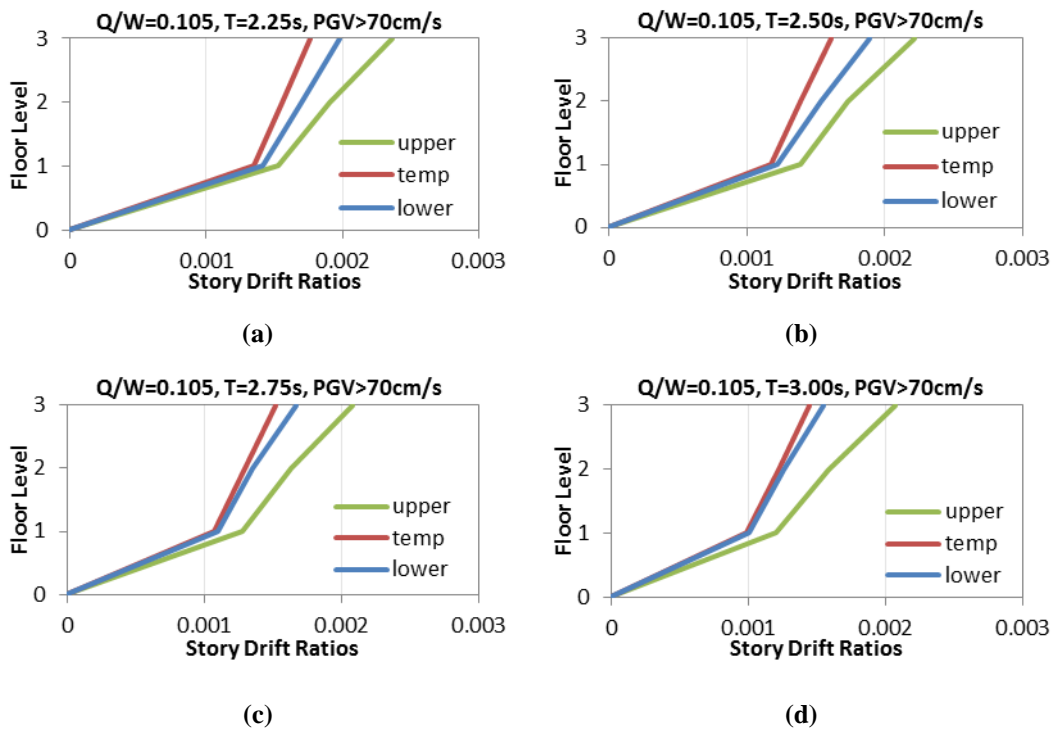 Q/W=0.105, T=2.25s, PGV>70cm/s
3
2
1
0
Floor Level
upper
temp
lower
0 0.001 0.002 0.003
Story Drift Ratios
(a)
Q/W=0.105, T=2.50s, PGV>70cm/s
3
2
1
0
Floor Level
upper
temp
lower
0 0.001 0.002 0.003
Story Drift Ratios
(b)
Q/W=0.105, T=2.75s, PGV>70cm/s
3
2
1
0
Floor Level
upper
temp
lower
0 0.001 0.002 0.003
Story Drift Ratios
(c)
Q/W=0.105, T=3.00s, PGV>70cm/s
3
2
1
0
Floor Level
upper
temp
lower
0 0.001 0.002 0.003
Story Drift Ratios
(d)